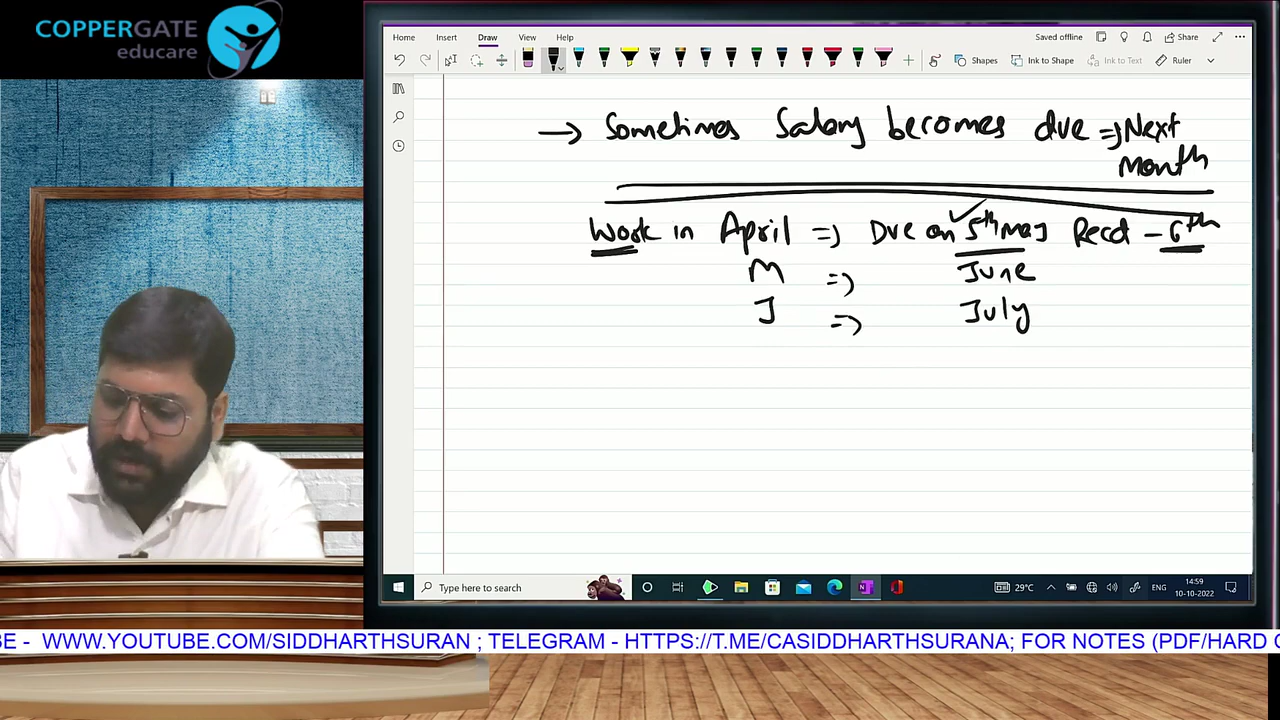 COPPERGATE
educare
Home Insert Draw View Help
Saved offline
Share
Shapes
Ink to Shape
Ink to Text
Ruler
→ Sometimes Salary becomes due => Next
Month
Work in April => Due on 5th May Recd - 6th
M => June
J => July
Type here to search
29°C
ENG
14:59
10-10-2022
BE - WWW.YOUTUBE.COM/SIDDHARTHSURAN ; TELEGRAM - HTTPS://T.ME/CASIDDHARTHSURANA; FOR NOTES (PDF/HARD C